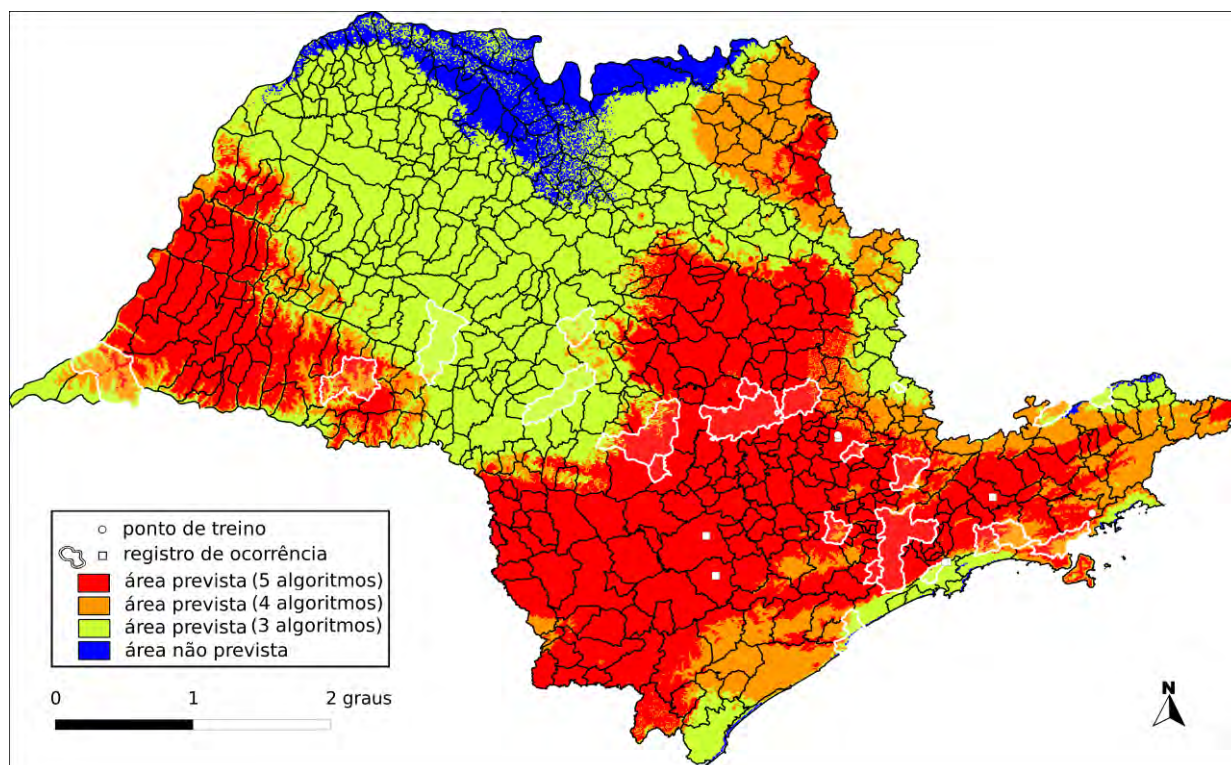 ponto de treino
registro de ocorrência
área prevista (5 algoritmos)
área prevista (4 algoritmos)
área prevista (3 algoritmos)
área não prevista
0 1 2 graus
N